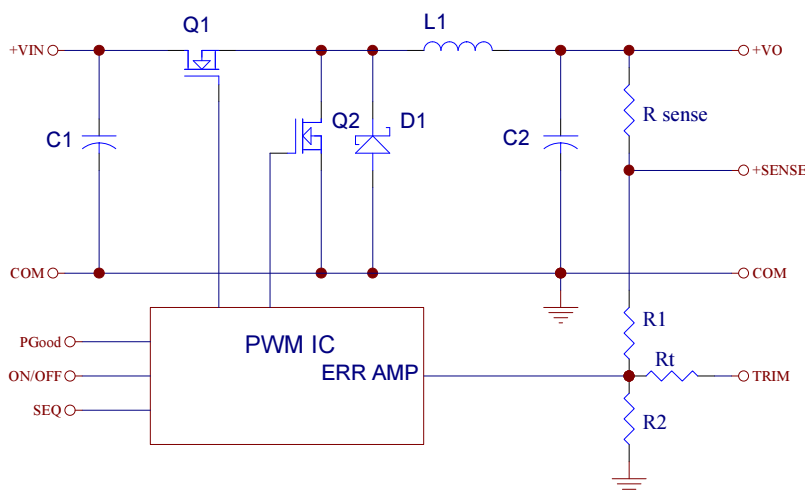 Q1
L1
+VIN
+VO
R sense
C1
Q2
D1
C2
+SENSE
COM
COM
R1
PGood
PWM IC
Rt
ON/OFF
ERR AMP
TRIM
SEQ
R2